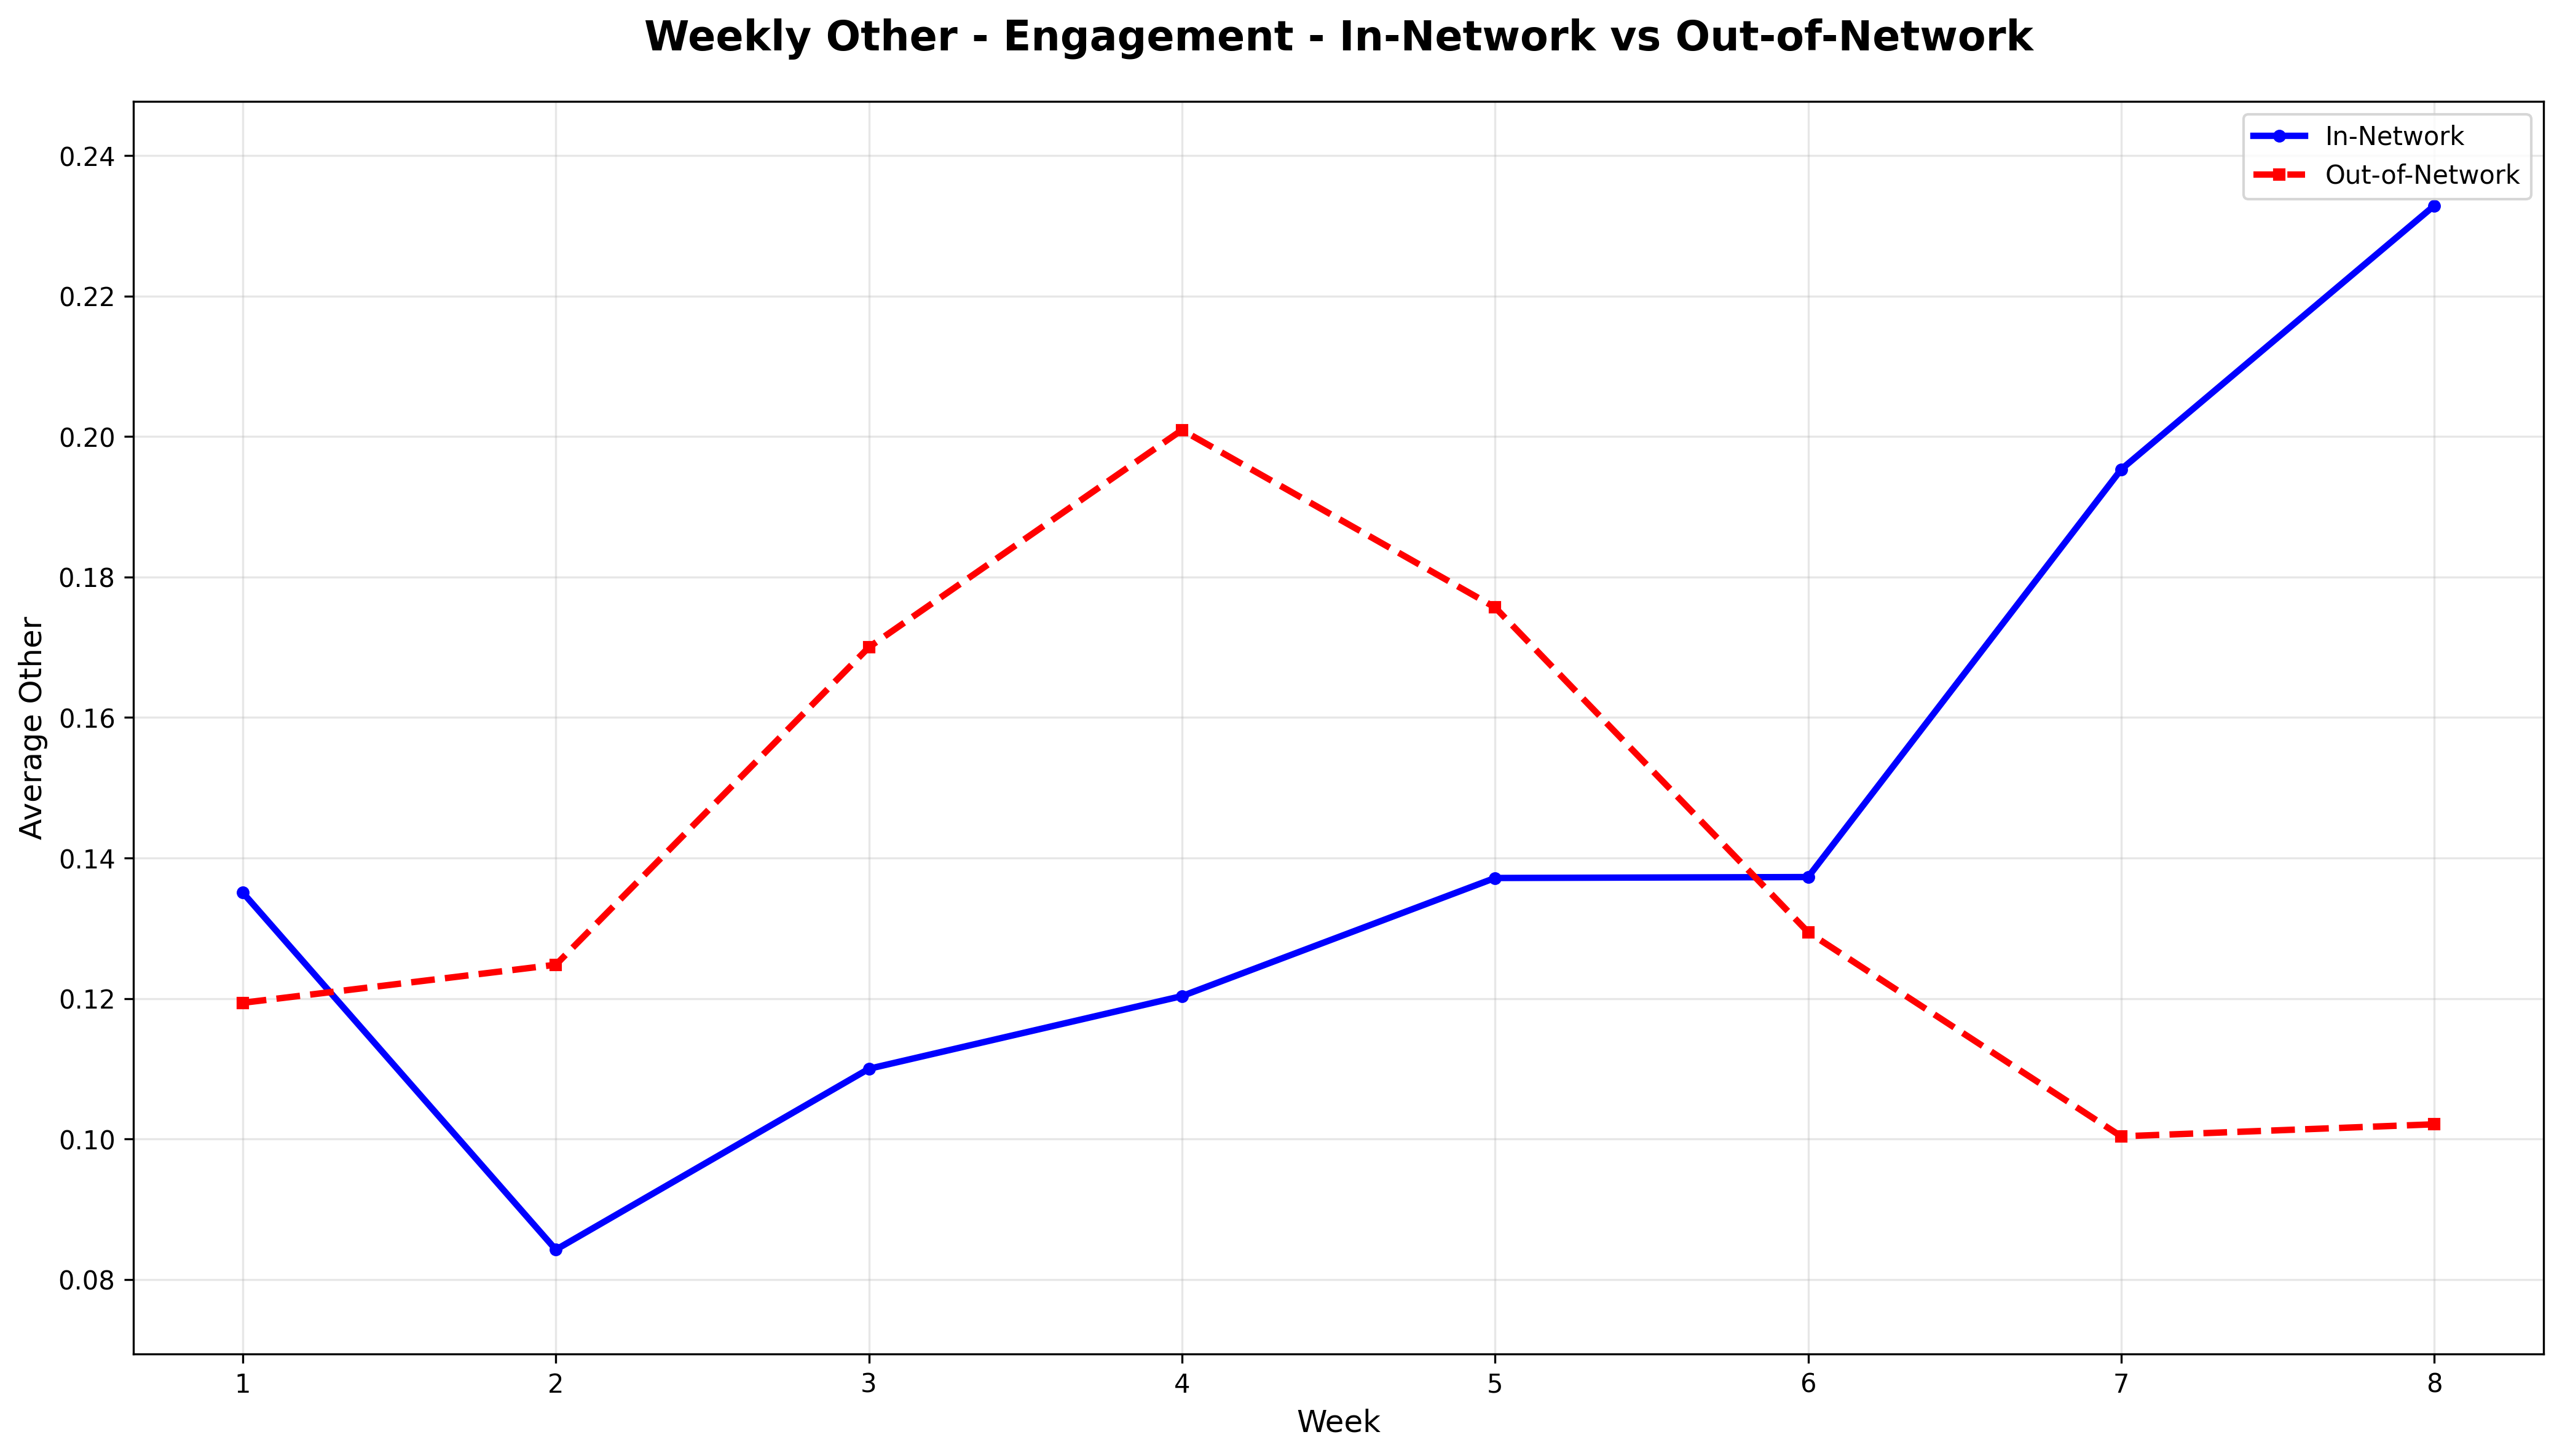 Weekly Other - Engagement - In-Network vs Out-of-Network
In-Network
Out-of-Network
0.24
0.22
0.20
0.18
0.16
0.14
0.12
0.10
0.08
Average Other
1 2 3 4 5 6 7 8
Week